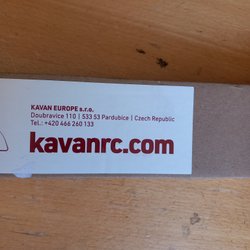 KAVAN EUROPE s.r.o.
Doubravice 110 | 533 53 Pardubice | Czech Republic
Tel.: +420 466 260 133
kavanrc.com